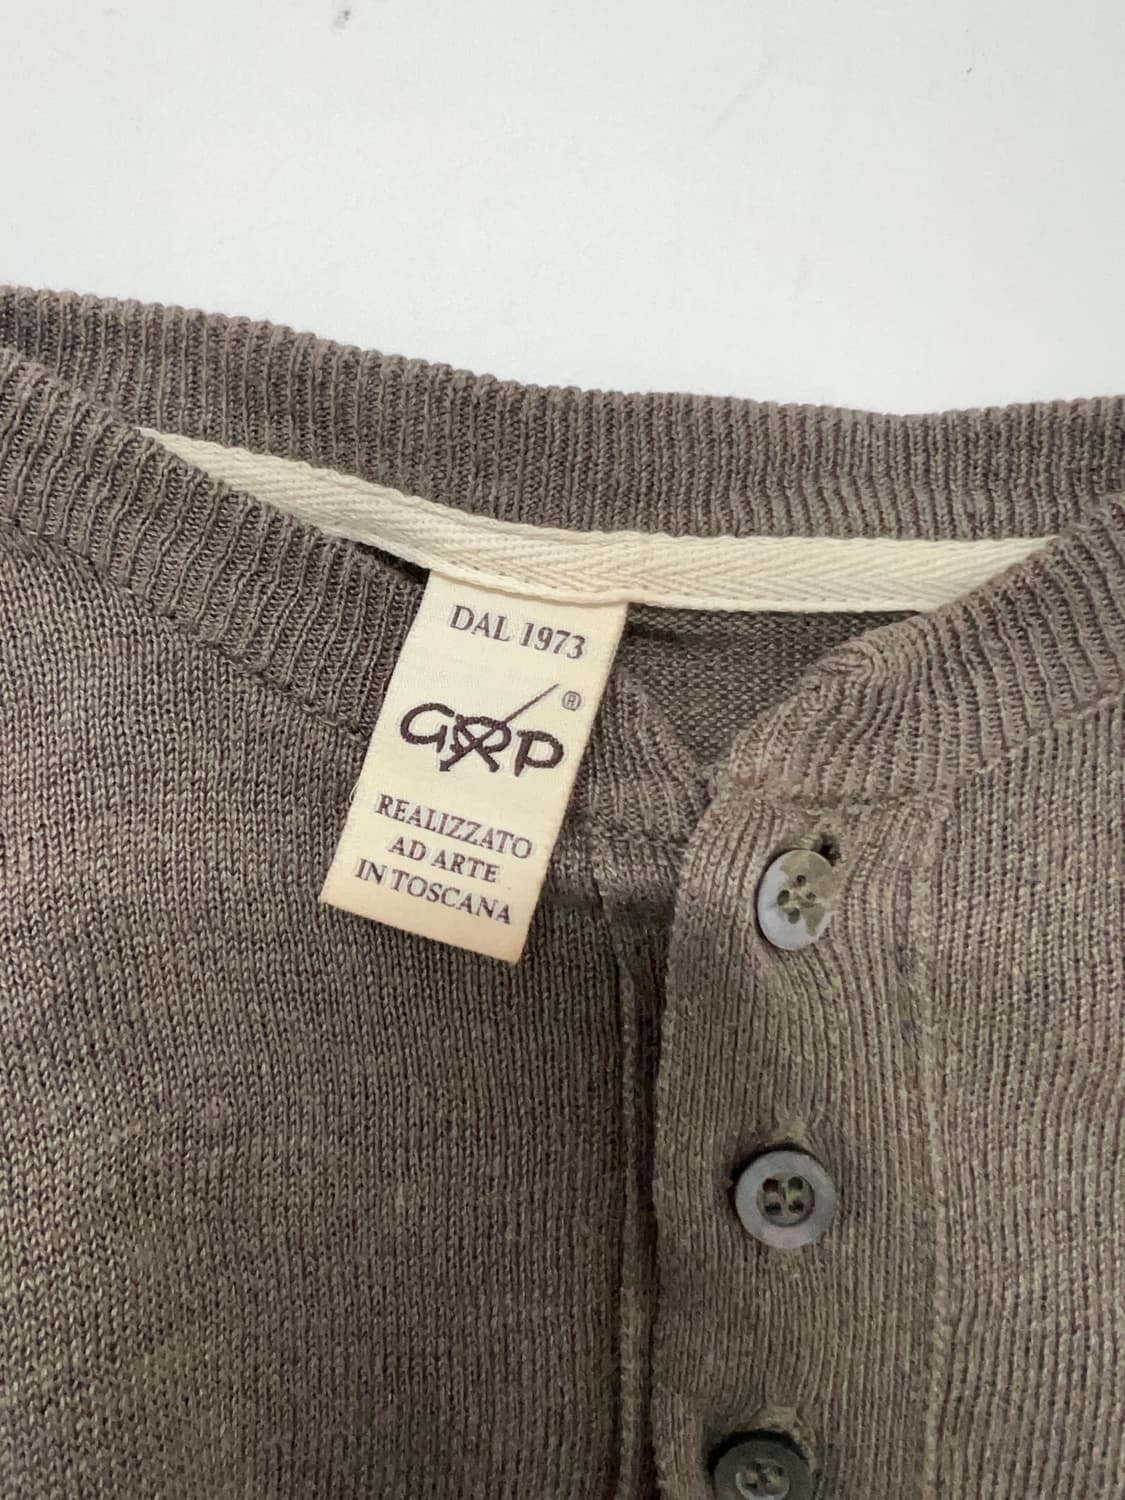 DAL 1973
GRP ®
REALIZZATO
AD ARTE
IN TOSCANA